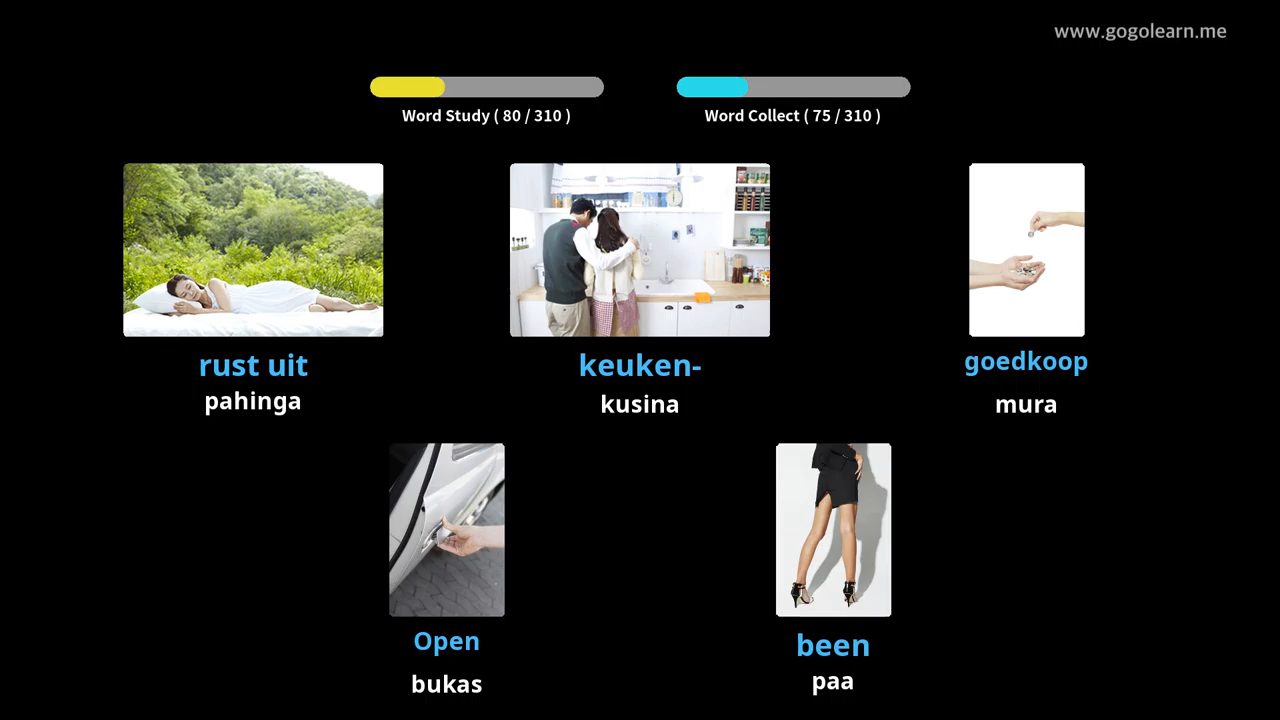 www.gogolearn.me
Word Study ( 80 / 310 )
Word Collect ( 75 / 310 )
rust uit
pahinga
keuken-
kusina
goedkoop
mura
Open
bukas
been
paa